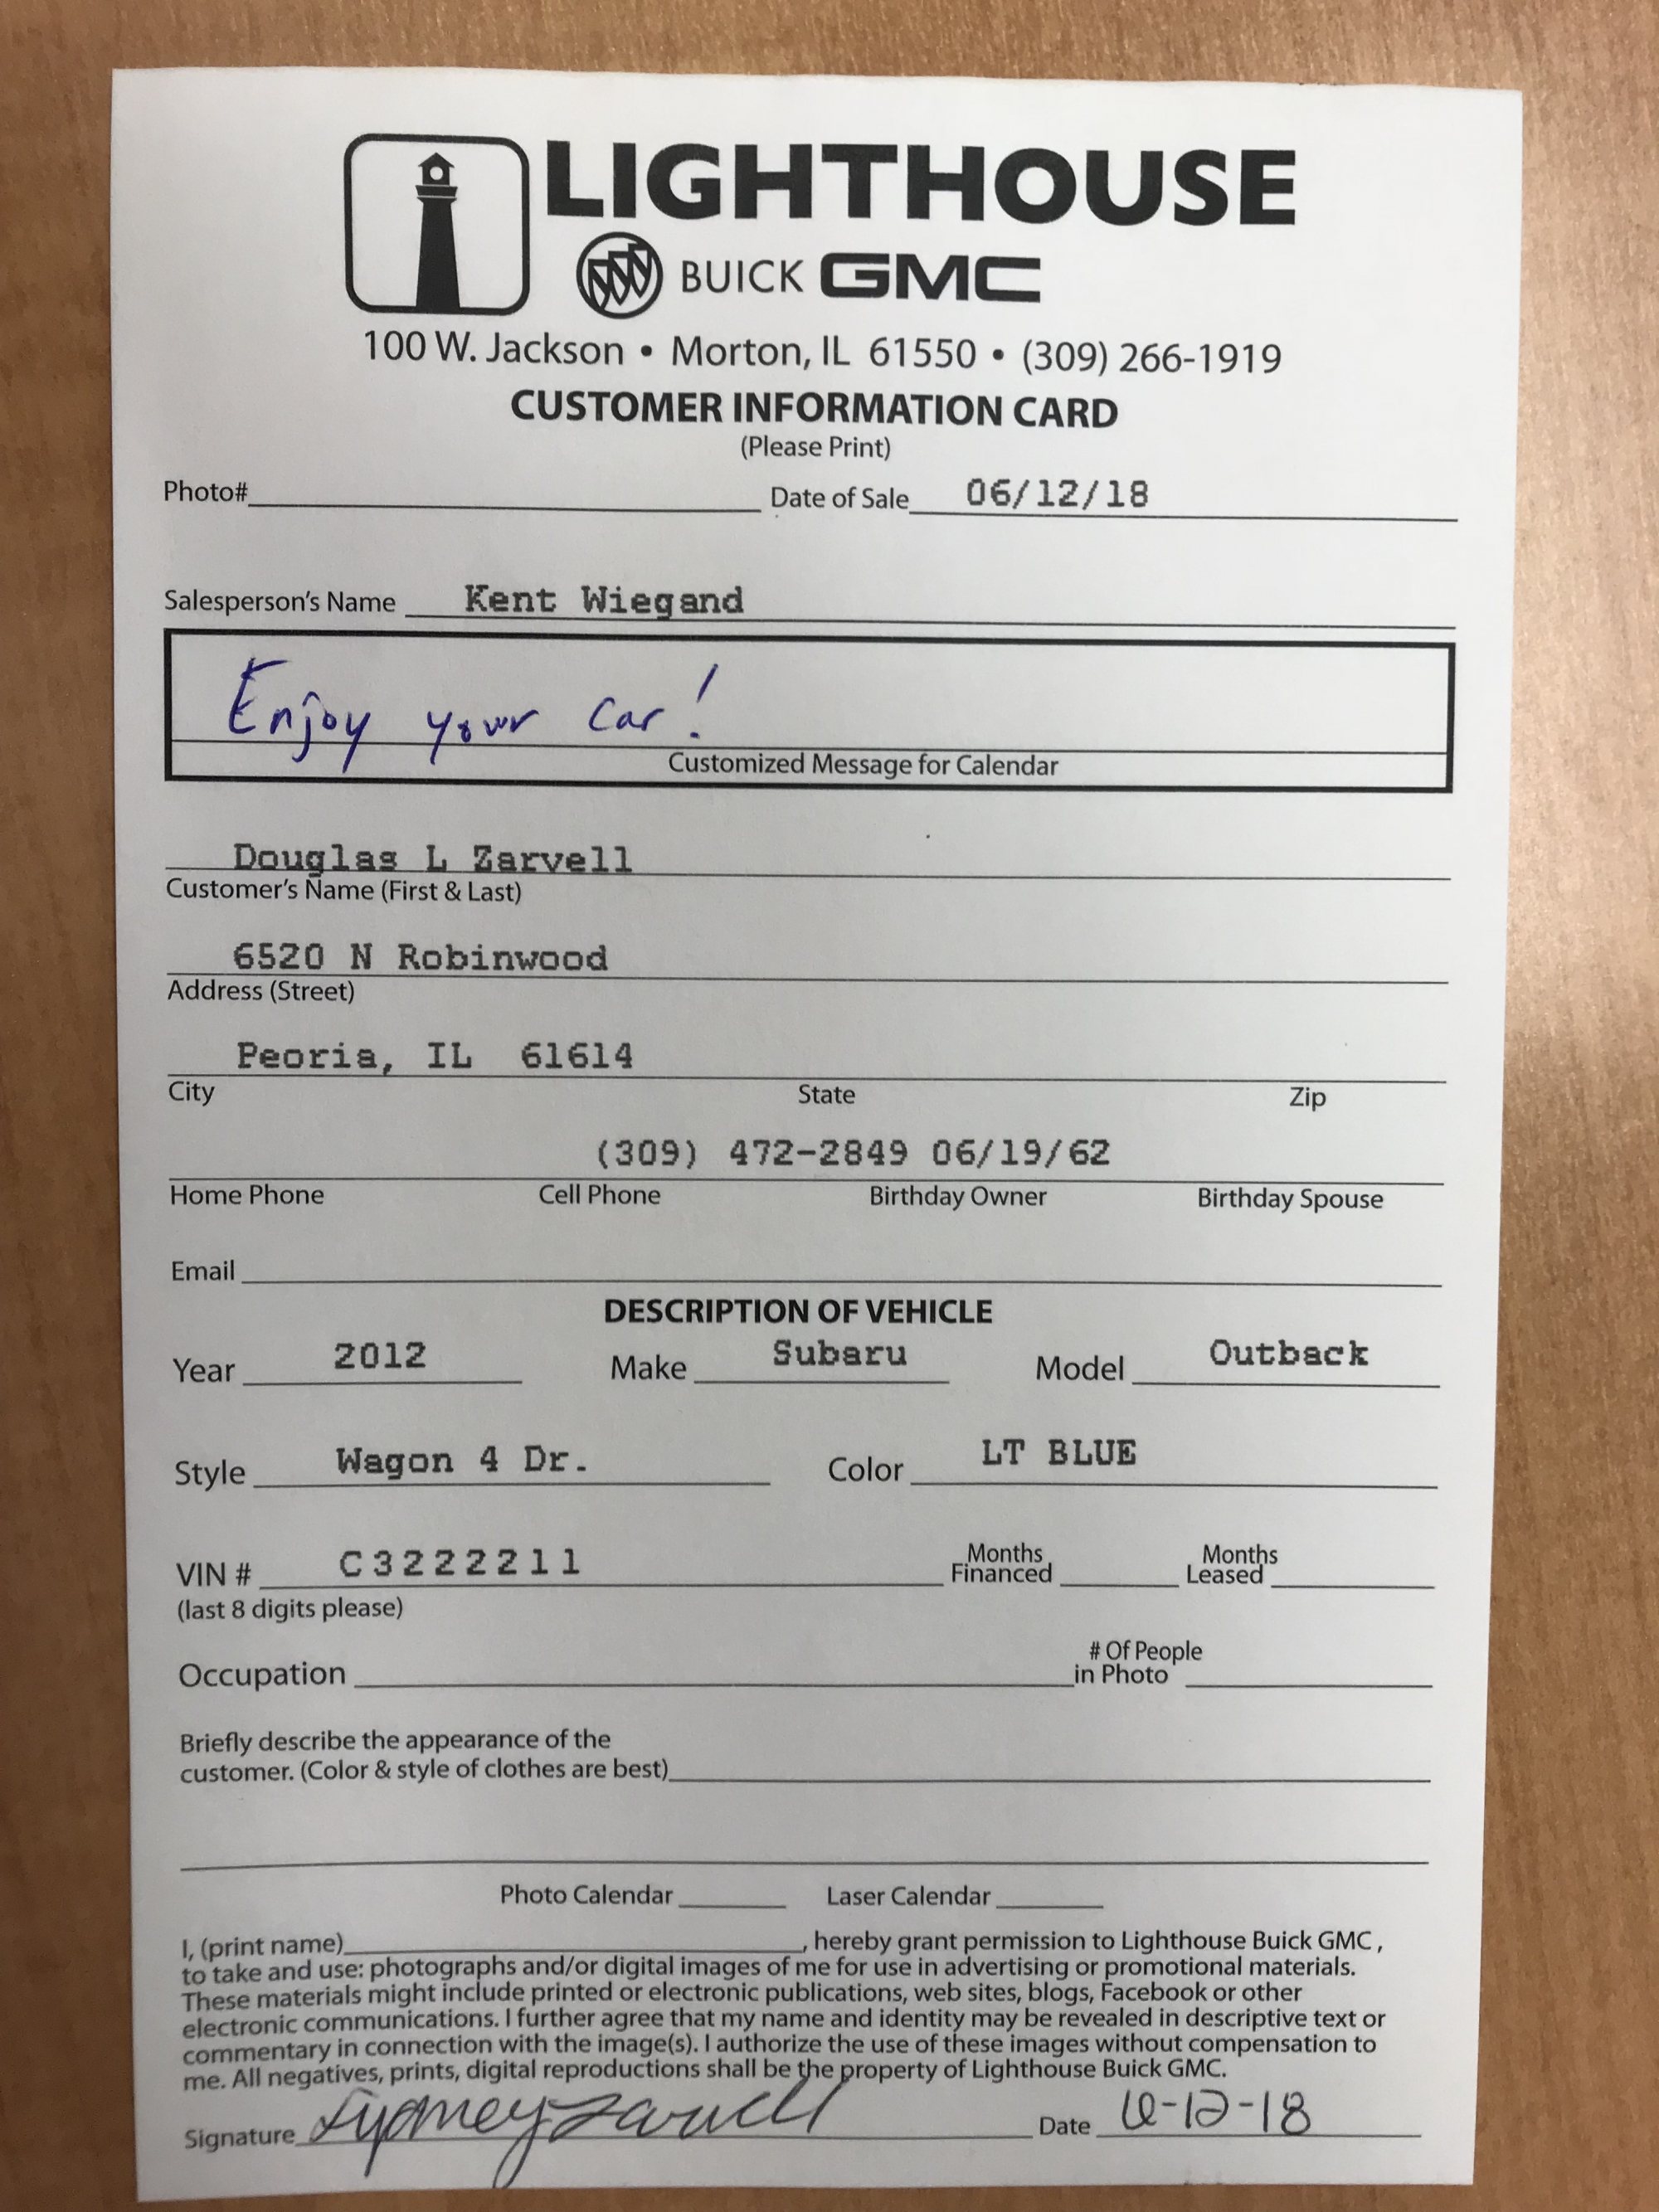 LIGHTHOUSE
BUICK GMC
100 W. Jackson • Morton, IL 61550 • (309) 266-1919
CUSTOMER INFORMATION CARD
(Please Print)
Photo# Date of Sale 06/12/18
Salesperson's Name Kent Wiegand
Enjoy your car!
Customized Message for Calendar
Douglas L Zarvell
Customer's Name (First & Last)
6520 N Robinwood
Address (Street)
Peoria, IL 61614
City State Zip
(309) 472-2849 06/19/62
Home Phone Cell Phone Birthday Owner Birthday Spouse
Email
DESCRIPTION OF VEHICLE
Year 2012 Make Subaru Model Outback
Style Wagon 4 Dr. Color LT BLUE
VIN # C3222211 Months Financed Months Leased
(last 8 digits please)
Occupation # Of People in Photo
Briefly describe the appearance of the
customer. (Color & style of clothes are best)
Photo Calendar Laser Calendar
I, (print name) , hereby grant permission to Lighthouse Buick GMC,
to take and use: photographs and/or digital images of me for use in advertising or promotional materials.
These materials might include printed or electronic publications, web sites, blogs, Facebook or other
electronic communications. I further agree that my name and identity may be revealed in descriptive text or
commentary in connection with the image(s). I authorize the use of these images without compensation to
me. All negatives, prints, digital reproductions shall be the property of Lighthouse Buick GMC.
Signature Sydney Zarvell Date 6-12-18